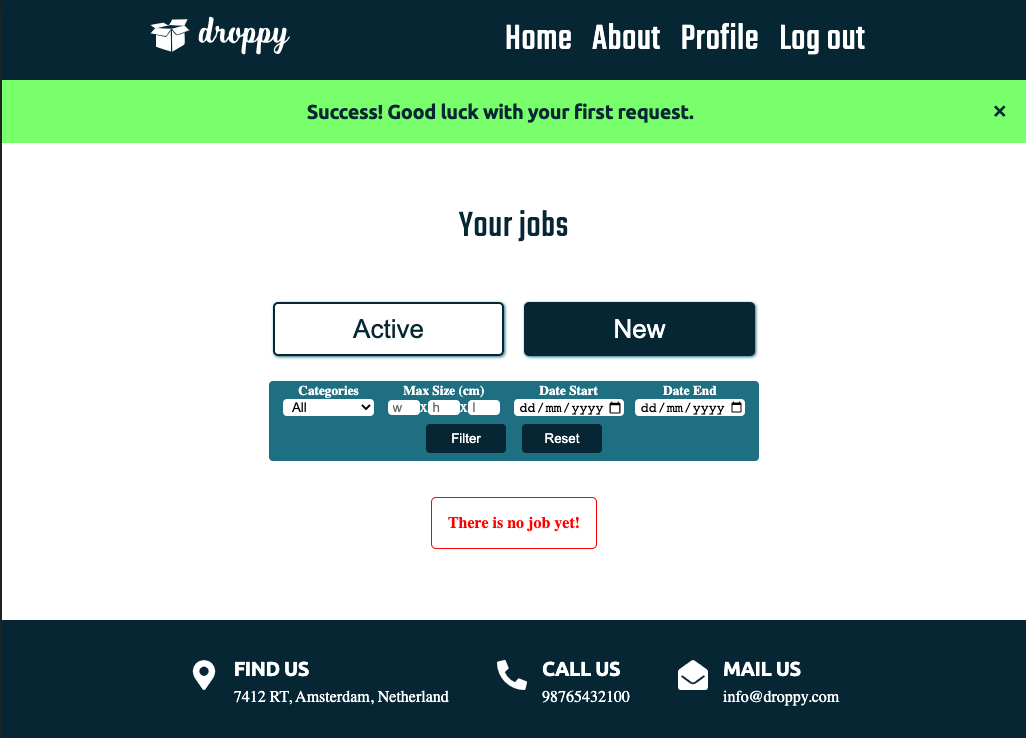 droppy
Home About Profile Log out
Success! Good luck with your first request. ×
Your jobs
Active New
Categories Max Size (cm) Date Start Date End
All w x h x l dd/mm/yyyy dd/mm/yyyy
Filter Reset
There is no job yet!
FIND US CALL US MAIL US
7412 RT, Amsterdam, Netherland 98765432100 info@droppy.com